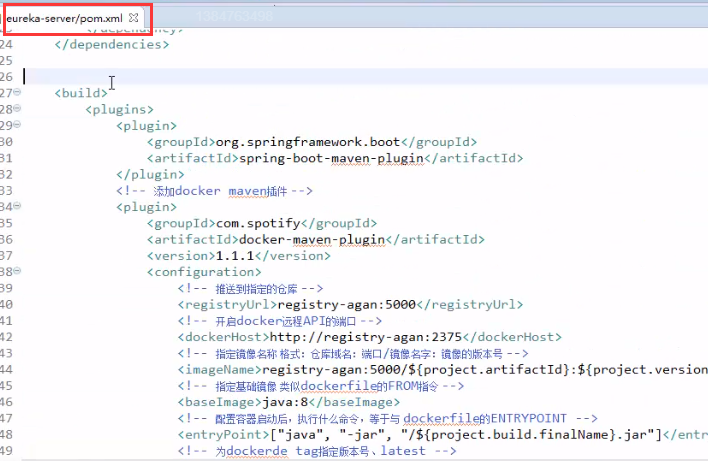 eureka-server/pom.xml
23 </dependency>
24 </dependencies>
25
26
27 <build>
28 <plugins>
29 <plugin>
30 <groupId>org.springframework.boot</groupId>
31 <artifactId>spring-boot-maven-plugin</artifactId>
32 </plugin>
33 <!-- 添加docker maven插件 -->
34 <plugin>
35 <groupId>com.spotify</groupId>
36 <artifactId>docker-maven-plugin</artifactId>
37 <version>1.1.1</version>
38 <configuration>
39 <!-- 推送到指定的仓库 -->
40 <registryUrl>registry-agan:5000</registryUrl>
41 <!-- 开启docker远程API的端口 -->
42 <dockerHost>http://registry-agan:2375</dockerHost>
43 <!-- 指定镜像名称 格式：仓库域名：端口/镜像名字：镜像的版本号 -->
44 <imageName>registry-agan:5000/${project.artifactId}:${project.version
45 <!-- 指定基础镜像 类似dockerfile的FROM指令 -->
46 <baseImage>java:8</baseImage>
47 <!-- 配置容器启动后，执行什么命令，等于与 dockerfile的ENTRYPOINT -->
48 <entryPoint>["java", "-jar", "/${project.build.finalName}.jar"]</entr
49 <!-- 为dockerde tag指定版本号、latest -->